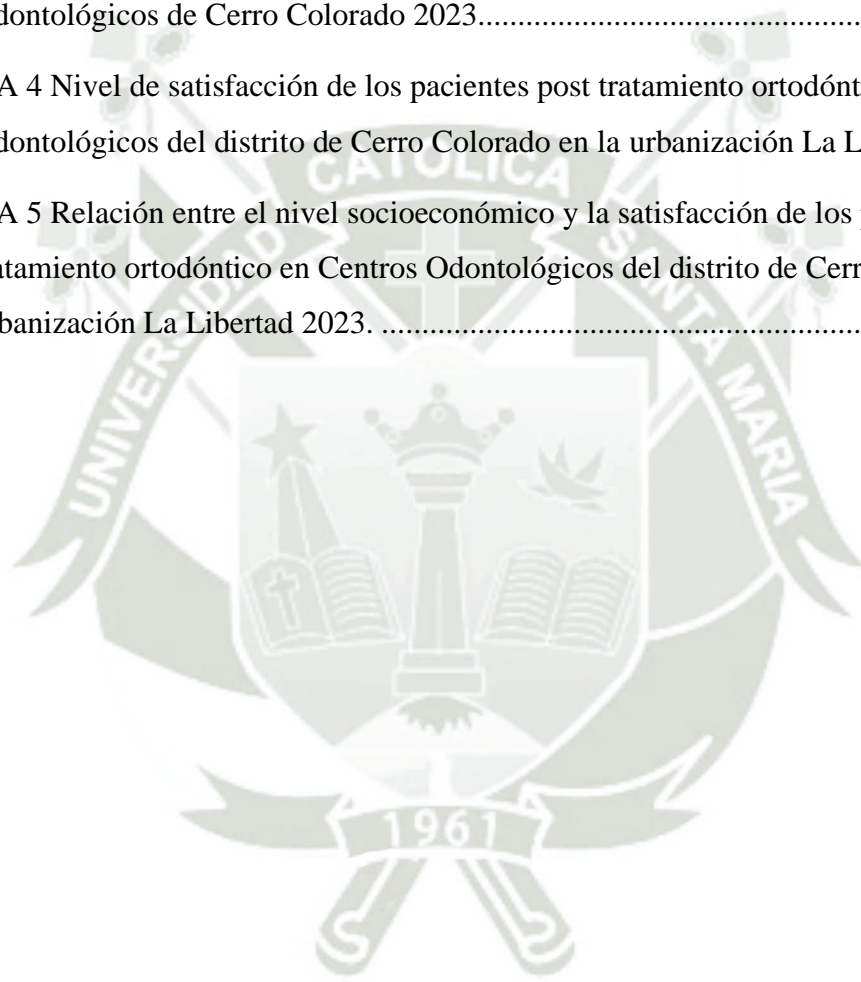 dontológicos de Cerro Colorado 2023.......................................................
A 4 Nivel de satisfacción de los pacientes post tratamiento ortodónt
dontológicos del distrito de Cerro Colorado en la urbanización La L
A 5 Relación entre el nivel socioeconómico y la satisfacción de los
atamiento ortodóntico en Centros Odontológicos del distrito de Cerr
banización La Libertad 2023. .......................................................
UNIVERSIDAD CATOLICA SANTA MARIA
1961